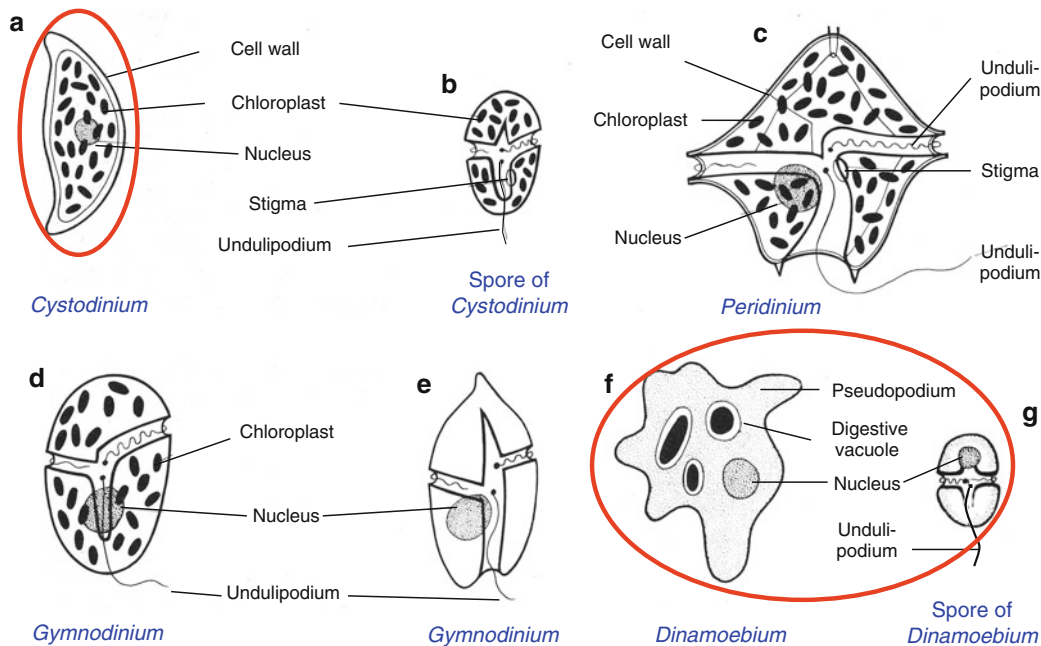 a
Cell wall
Chloroplast
Nucleus
Stigma
Undulipodium
Cystodinium
b
Spore of
Cystodinium
c
Cell wall
Chloroplast
Nucleus
Unduli-
podium
Stigma
Unduli-
podium
Peridinium
d
Chloroplast
Nucleus
Undulipodium
Gymnodinium
e
Gymnodinium
f
Pseudopodium
Digestive
vacuole
Nucleus
Unduli-
podium
Dinamoebium
g
Spore of
Dinamoebium